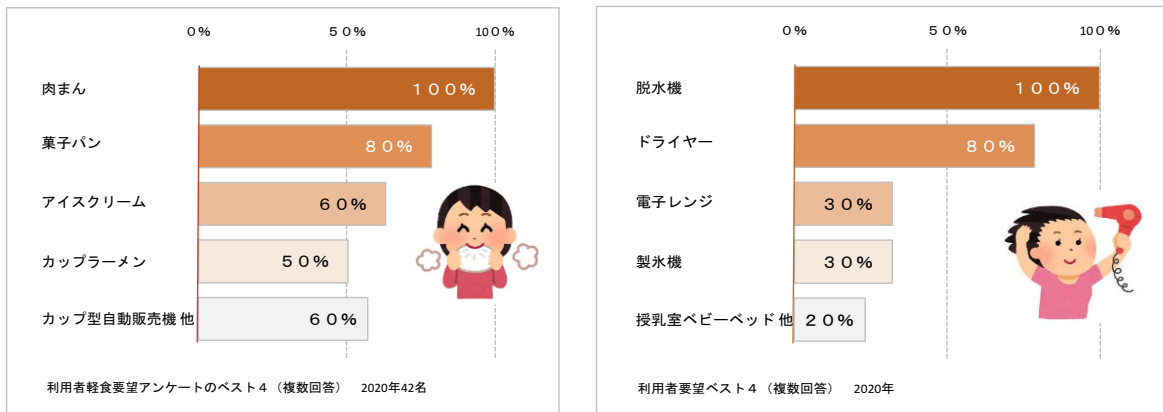 0% 50% 100%
肉まん 100%
菓子パン 80%
アイスクリーム 60%
カップラーメン 50%
カップ型自動販売機他 60%
利用者軽食要望アンケートのベスト4（複数回答） 2020年42名
0% 50% 100%
脱水機 100%
ドライヤー 80%
電子レンジ 30%
製氷機 30%
授乳室ベビーベッド他 20%
利用者要望ベスト4（複数回答） 2020年